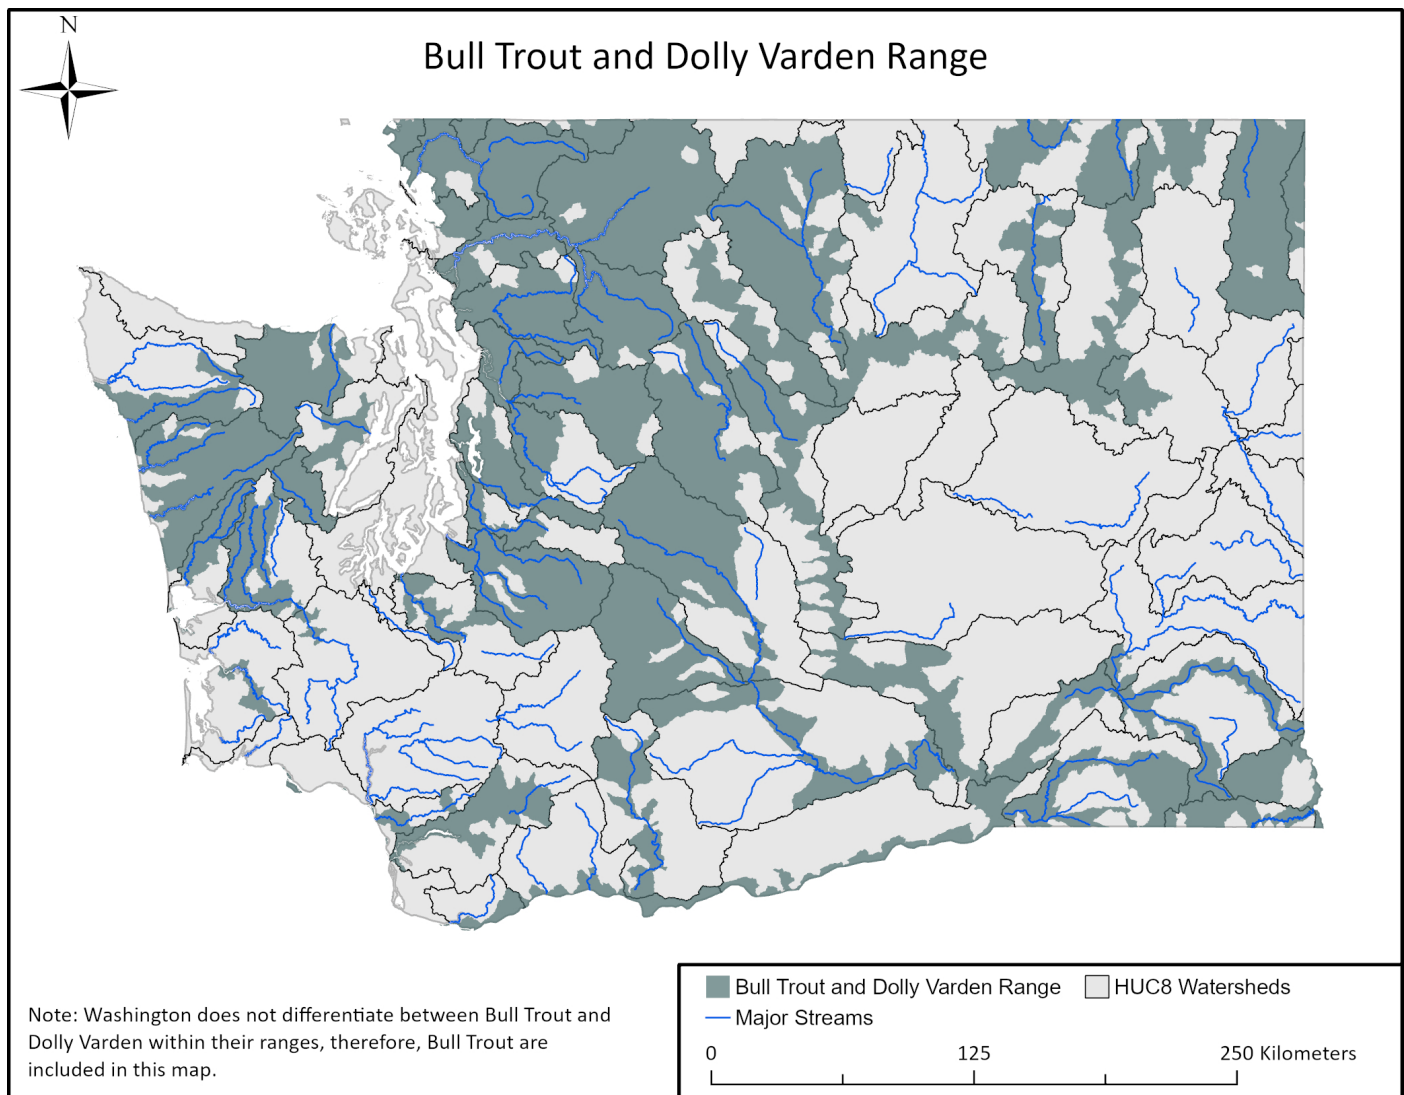 N
Bull Trout and Dolly Varden Range
Bull Trout and Dolly Varden Range
HUC8 Watersheds
Major Streams
0 125 250 Kilometers
Note: Washington does not differentiate between Bull Trout and
Dolly Varden within their ranges, therefore, Bull Trout are
included in this map.